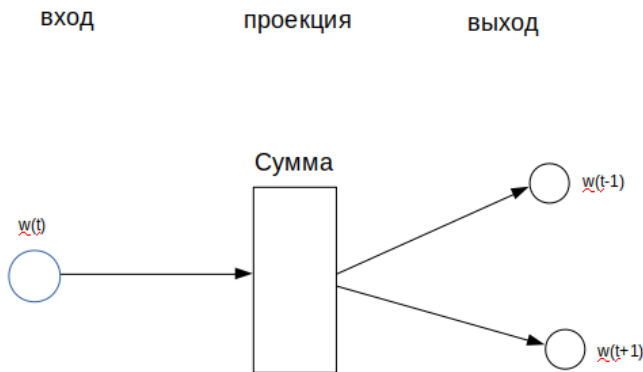 вход проекция выход
Сумма
w(t)
w(t-1)
w(t+1)